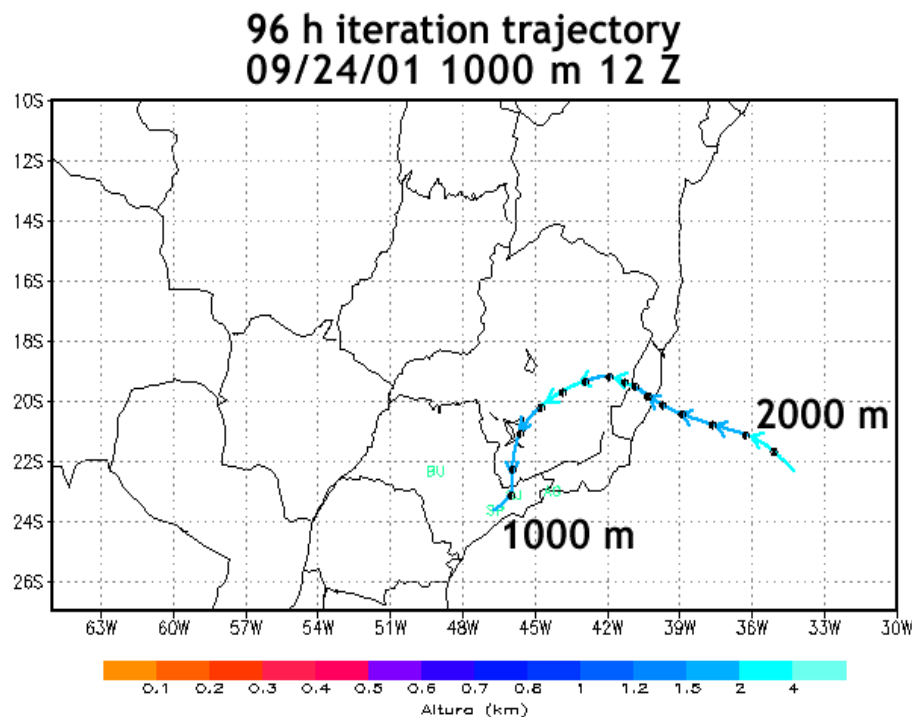 96 h iteration trajectory
09/24/01 1000 m 12 Z
10S
12S
14S
16S
18S
20S
2000 m
22S
BU
24S
SP
1000 m
26S
63W 60W 57W 54W 51W 48W 45W 42W 39W 36W 33W 30W
0.1 0.2 0.3 0.4 0.5 0.6 0.7 0.8 1 1.2 1.5 2 4
Altura (km)